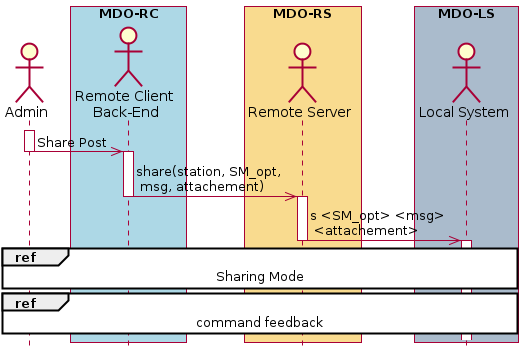 MDO-RC
MDO-RS
MDO-LS
Admin
Remote Client
Back-End
Remote Server
Local System
Share Post
share(station, SM_opt,
msg, attachement)
s <SM_opt> <msg>
<attachement>
ref
Sharing Mode
ref
command feedback